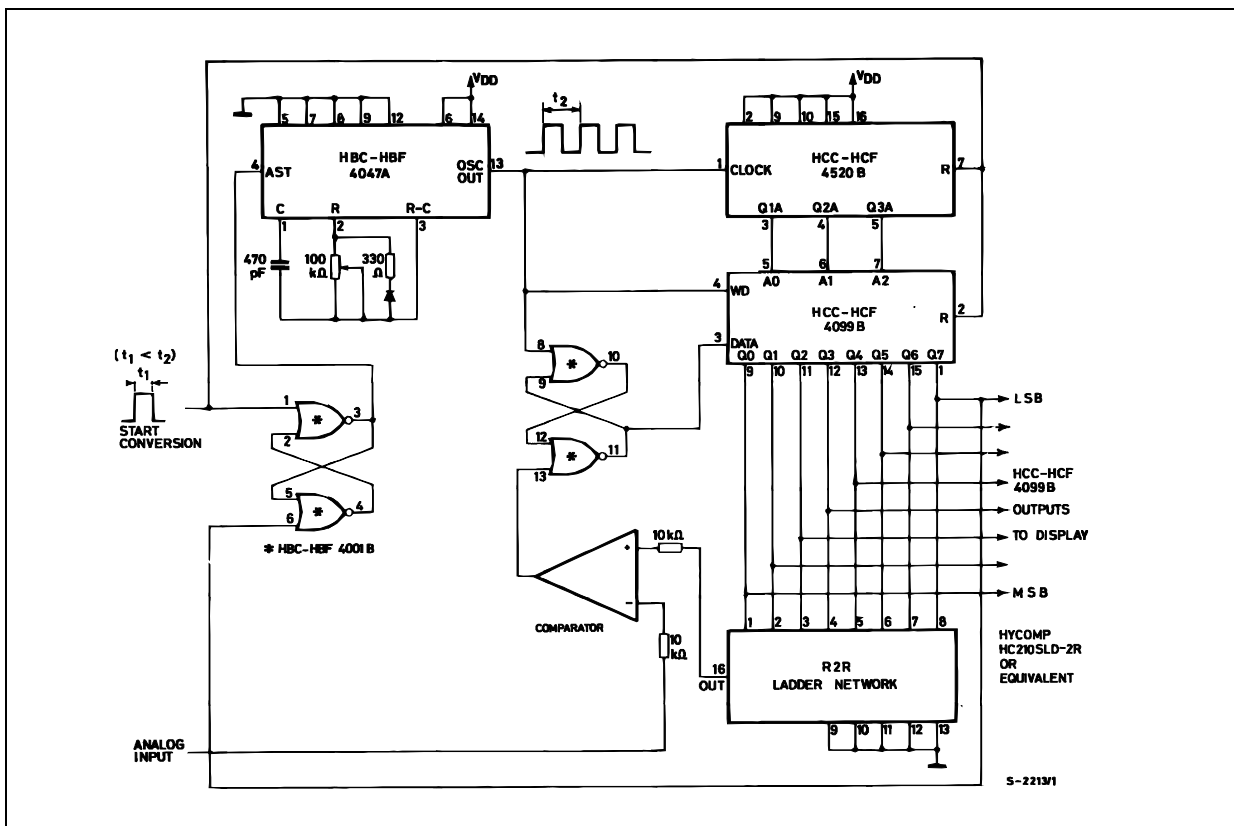 VDD
5 7 8 9 12 6 14
HBC-HBF
4047A
4 AST
OSC
OUT 13
C R R-C
1 2 3
470
pF
100
kΩ
330
Ω
t2
VDD
2 9 10 15 16
1 CLOCK
HCC-HCF
4520 B
R 7
Q1A Q2A Q3A
3 4 5
5 6 7
A0 A1 A2
4 WD
HCC-HCF
4099 B
R 2
3 DATA
Q0 Q1 Q2 Q3 Q4 Q5 Q6 Q7
9 10 11 12 13 14 15 1
(t1 < t2)
t1
START
CONVERSION
1
2
*
3
5
6
*
4
* HBC-HBF 4001 B
8
9
*
10
12
13
*
11
LSB
HCC-HCF
4099B
OUTPUTS
TO DISPLAY
MSB
+
-
10kΩ
COMPARATOR
10
kΩ
1 2 3 4 5 6 7 8
16
OUT
R2R
LADDER NETWORK
9 10 11 12 13
HYCOMP
HC210SLD-2R
OR
EQUIVALENT
ANALOG
INPUT
S-2213/1